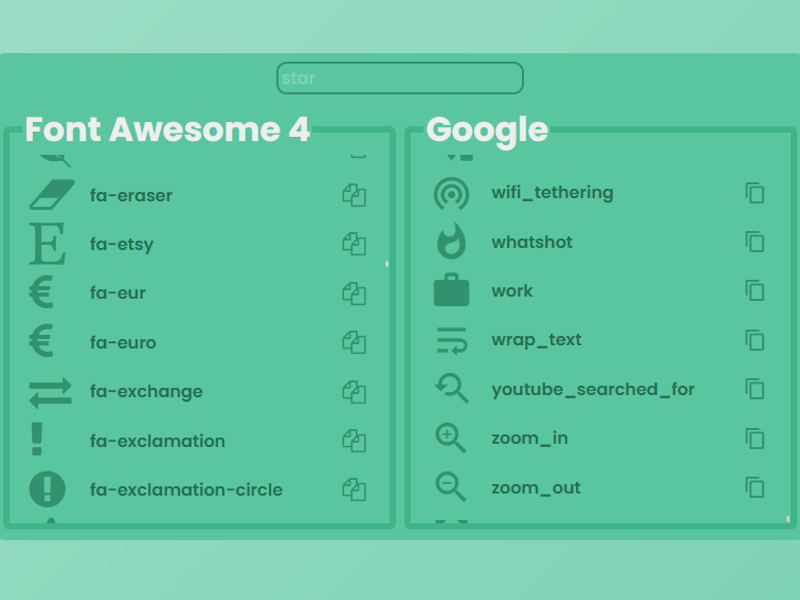 star
Font Awesome 4
fa-eraser
fa-etsy
fa-eur
fa-euro
fa-exchange
fa-exclamation
fa-exclamation-circle
Google
wifi_tethering
whatshot
work
wrap_text
youtube_searched_for
zoom_in
zoom_out